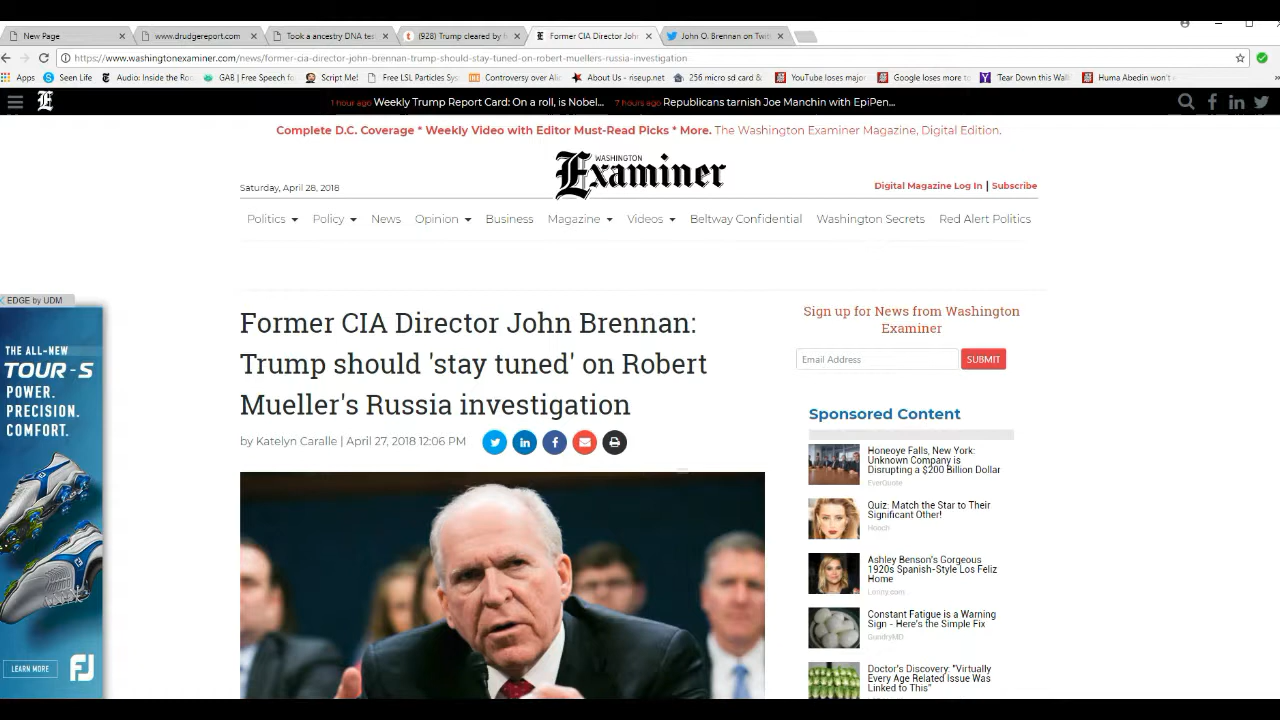 New Page
www.drudgereport.com
Took a ancestry DNA tes
(928) Trump cleared by h
Former CIA Director Joh
John O. Brennan on Twitt
https://www.washingtonexaminer.com/news/former-cia-director-john-brennan-trump-should-stay-tuned-on-robert-muellers-russia-investigation
Apps
Seen Life
Audio: Inside the Ro
GAB | Free Speech fo
Script Me!
Free LSL Particles Sys
Controversy over Ali
About Us - riseup.net
256 micro sd card &
YouTube loses major
Google loses more to
Tear Down this Wall
Huma Abedin won't e
1 hour ago Weekly Trump Report Card: On a roll, is Nobel...
7 hours ago Republicans tarnish Joe Manchin with EpiPen...
Complete D.C. Coverage * Weekly Video with Editor Must-Read Picks * More. The Washington Examiner Magazine, Digital Edition.
Saturday, April 28, 2018
WASHINGTON
Examiner
Digital Magazine Log In | Subscribe
Politics
Policy
News
Opinion
Business
Magazine
Videos
Beltway Confidential
Washington Secrets
Red Alert Politics
EDGE by UDM
THE ALL-NEW
TOUR-S
POWER.
PRECISION.
COMFORT.
LEARN MORE
FJ
Former CIA Director John Brennan:
Trump should 'stay tuned' on Robert
Mueller's Russia investigation
by Katelyn Caralle | April 27, 2018 12:06 PM
Sign up for News from Washington
Examiner
Email Address
SUBMIT
Sponsored Content
Honeoye Falls, New York:
Unknown Company is
Disrupting a $200 Billion Dollar
EverQuote
Quiz: Match the Star to Their
Significant Other!
Hooch
Ashley Benson's Gorgeous
1920s Spanish-Style Los Feliz
Home
Lonny.com
Constant Fatigue is a Warning
Sign - Here's the Simple Fix
GundryMD
Doctor's Discovery: "Virtually
Every Age Related Issue Was
Linked to This"